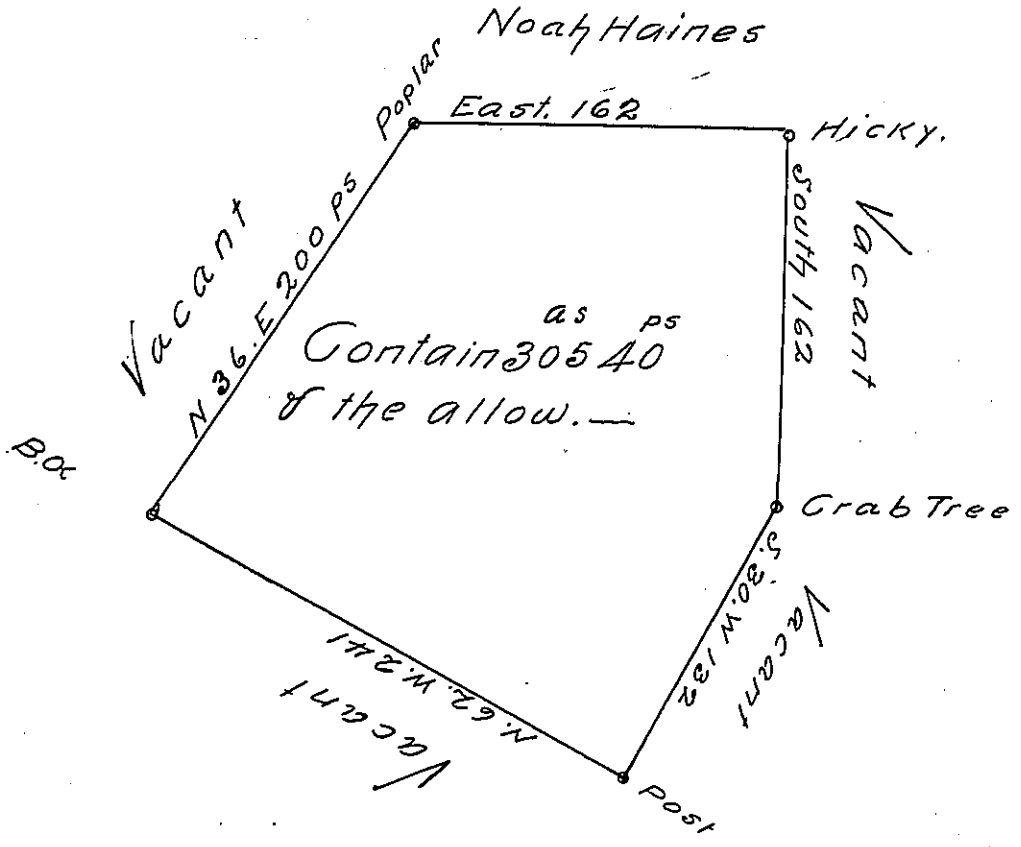 Noah Haines
Poplar
East. 162
Hicky.
South 162
Vacant
Vacant
N 36. E 200 ps
as ps
Contain 305 40
& the allow. —
B.O
Crab Tree
S. 30. W 132
Vacant
N. 62. W. 241
Vacant
Post